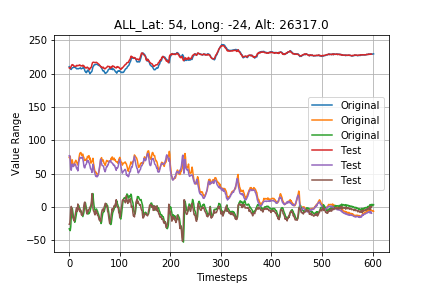 ALL_Lat: 54, Long: -24, Alt: 26317.0
250
200
150
100
50
0
−50
Value Range
Original
Original
Original
Test
Test
Test
0
100
200
300
400
500
600
Timesteps